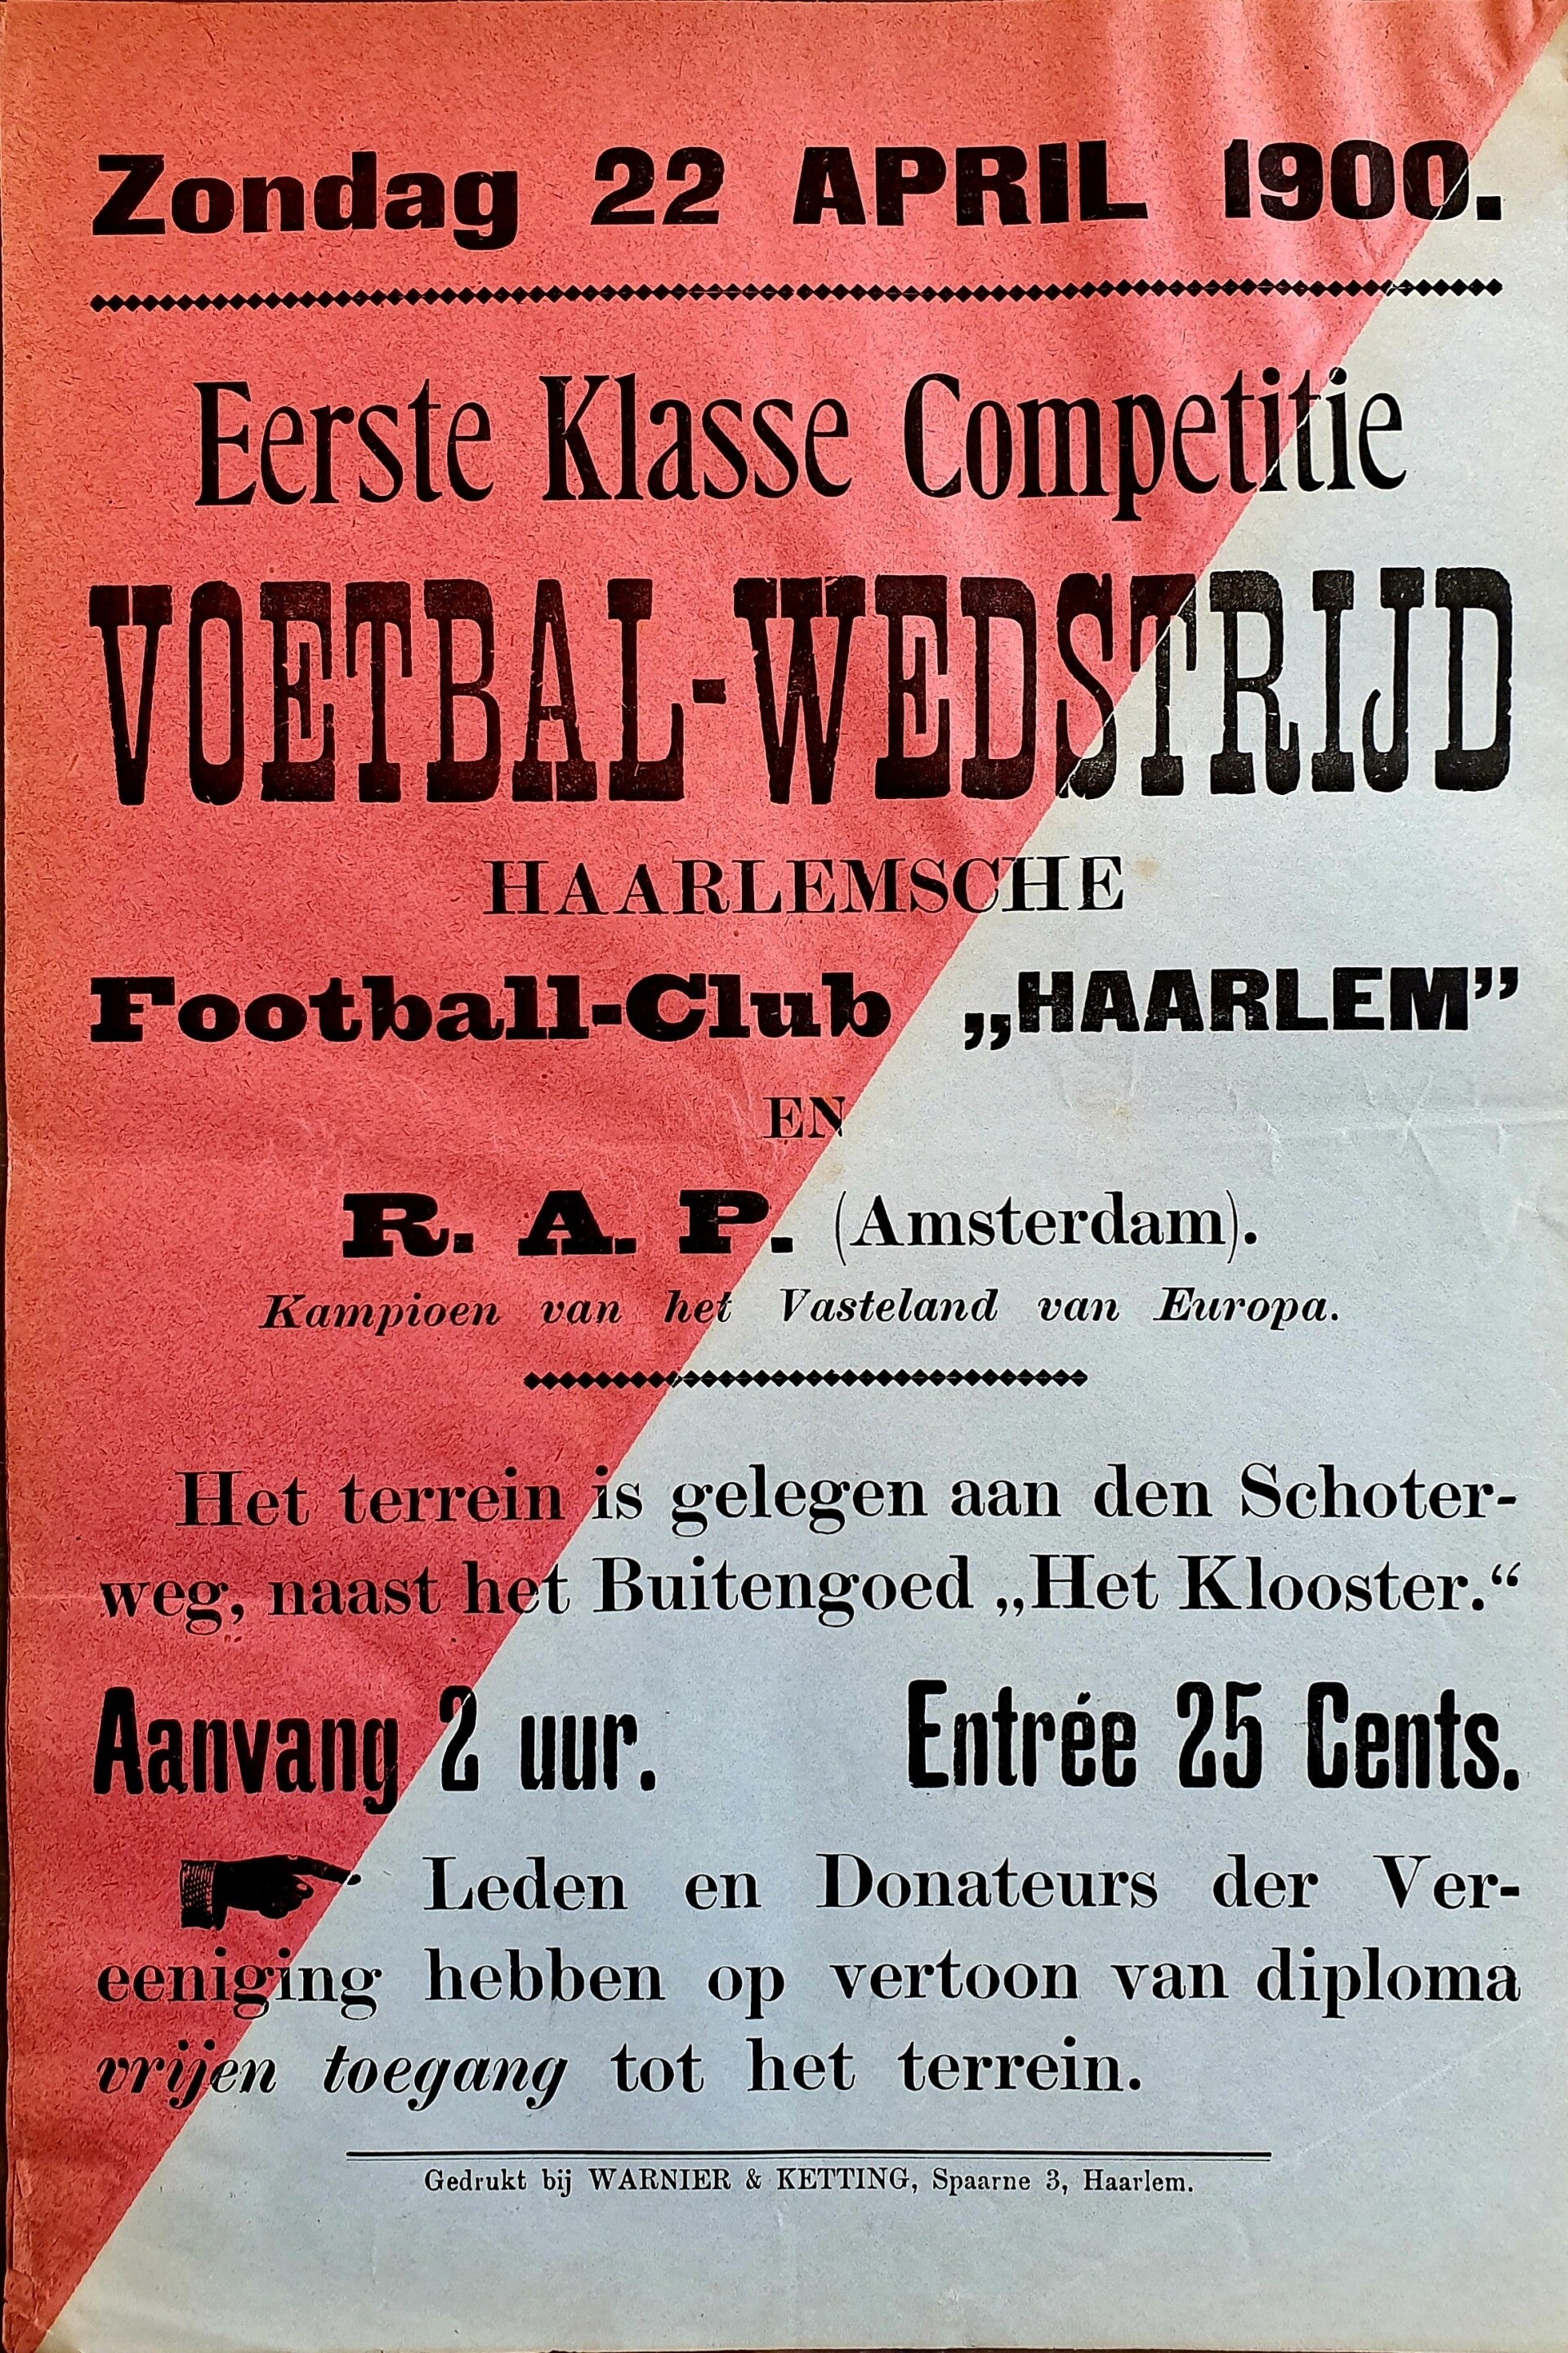 Zondag 22 APRIL 1900.
Eerste Klasse Competitie
VOETBAL-WEDSTRIJD
HAARLEMSCHE
Football-Club „HAARLEM”
EN
R. A. P. (Amsterdam).
Kampioen van het Vasteland van Europa.
Het terrein is gelegen aan den Schoter-
weg, naast het Buitengoed „Het Klooster.“
Aanvang 2 uur. Entrée 25 Cents.
Leden en Donateurs der Ver-
eeniging hebben op vertoon van diploma
vrijen toegang tot het terrein.
Gedrukt bij WARNIER & KETTING, Spaarne 3, Haarlem.